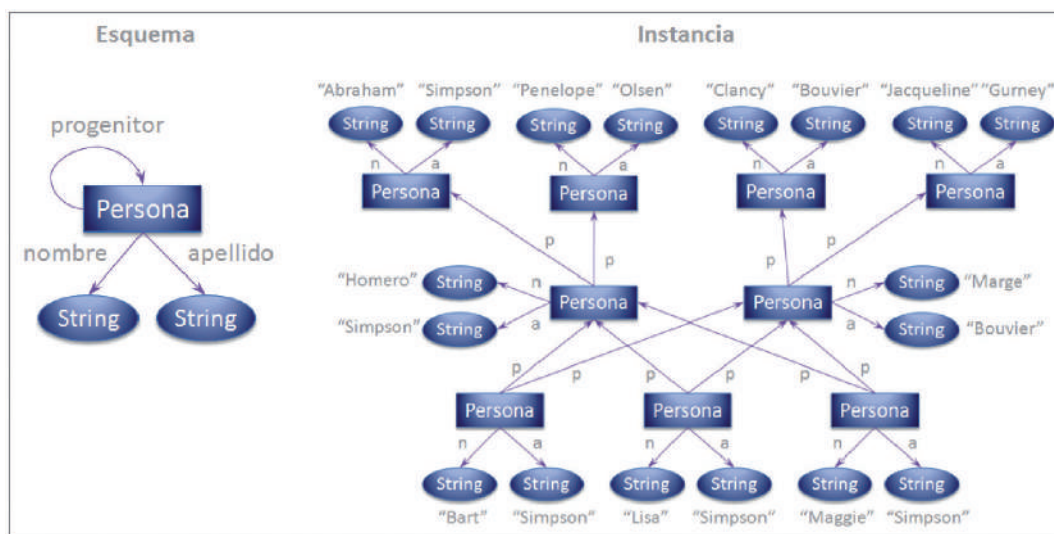 Esquema
Instancia
progenitor
Persona
nombre
apellido
String
String
“Abraham” “Simpson” “Penelope” “Olsen” “Clancy” “Bouvier” “Jacqueline” “Gurney”
String String String String String String String String
n a n a n a n a
Persona Persona Persona Persona
p p p p
“Homero” String n Persona Persona n String “Marge”
“Simpson” String a a String “Bouvier”
p p p p p p
Persona Persona Persona
n a n a n a
String String String String String String
“Bart” “Simpson” “Lisa” “Simpson” “Maggie” “Simpson”